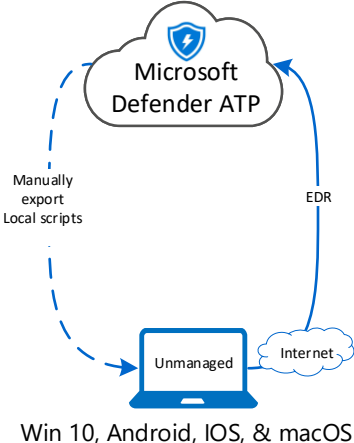 Microsoft
Defender ATP
Manually
export
Local scripts
EDR
Unmanaged
Internet
Win 10, Android, IOS, & macOS